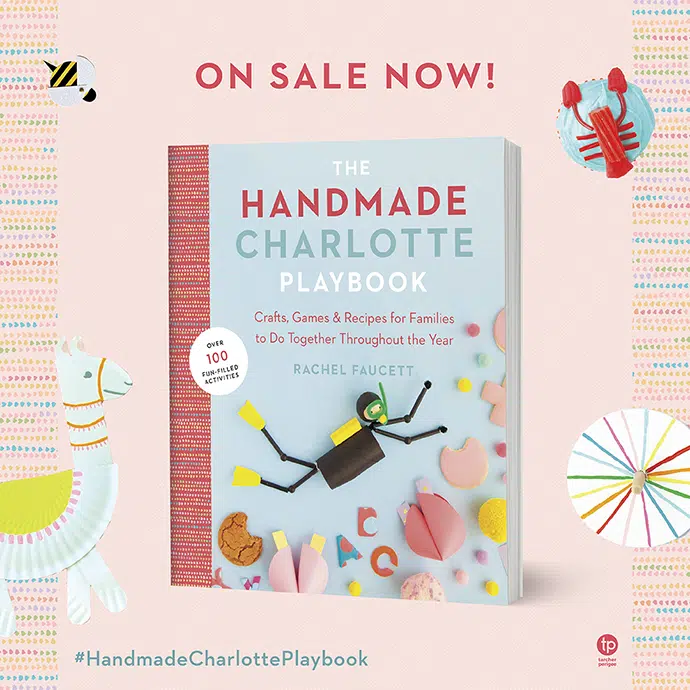 ON SALE NOW!
THE
HANDMADE
CHARLOTTE
PLAYBOOK
Crafts, Games & Recipes for Families
to Do Together Throughout the Year
RACHEL FAUCETT
OVER
100
FUN-FILLED
ACTIVITIES
A B C
#HandmadeCharlottePlaybook
tp
tarcher
perigee